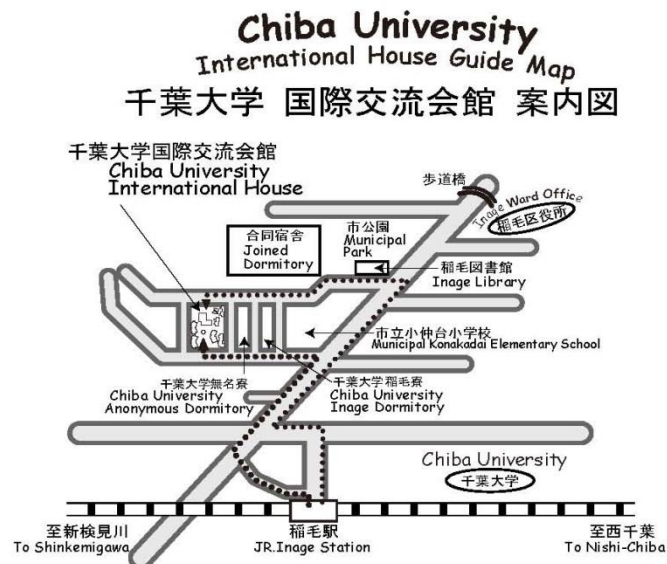 Chiba University
International House Guide Map
千葉大学 国際交流会館 案内図
千葉大学国際交流会館
Chiba University
International House
歩道橋
Inage Ward Office
稲毛区役所
合同宿舎
Joined
Dormitory
市公園
Municipal
Park
稲毛図書館
Inage Library
市立小仲台小学校
Municipal Konakadai Elementary School
千葉大学無名寮
Chiba University
Anonymous Dormitory
千葉大学稲毛寮
Chiba University
Inage Dormitory
Chiba University
千葉大学
至新検見川
To Shinkemigawa
稲毛駅
JR.Inage Station
至西千葉
To Nishi-Chiba